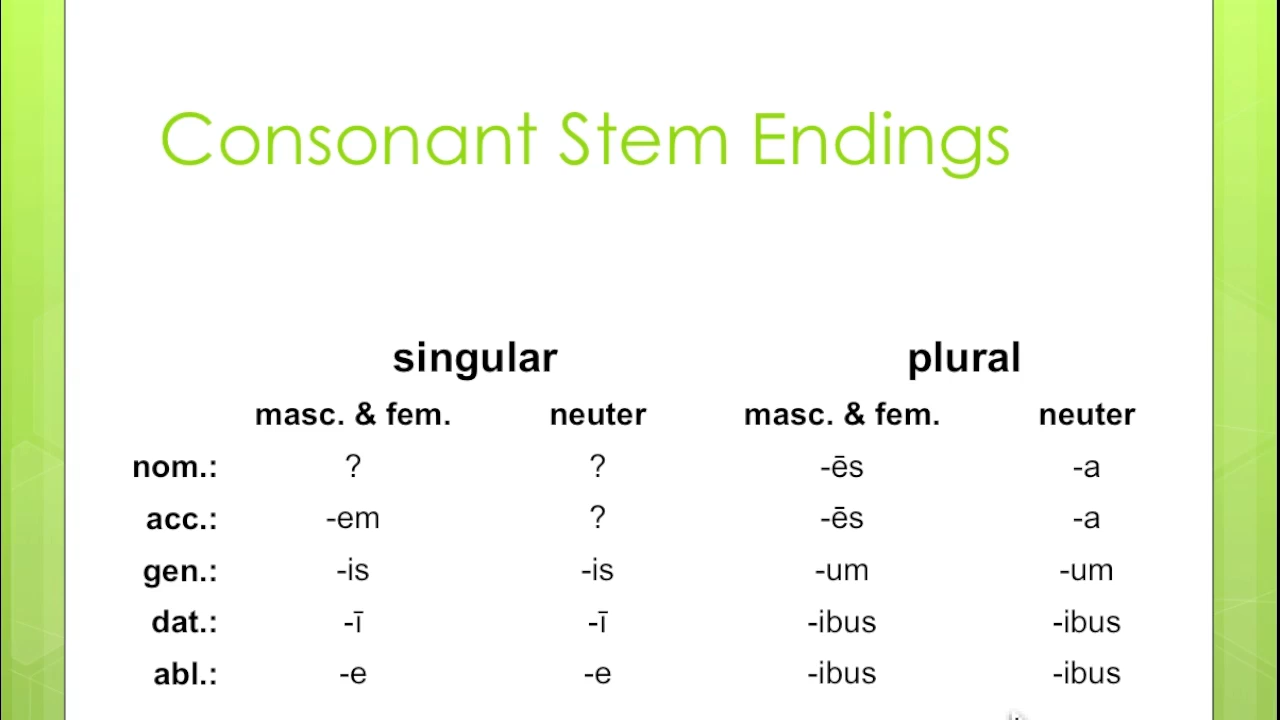 Consonant Stem Endings
singular plural
masc. & fem. neuter masc. & fem. neuter
nom.: ? ? -ēs -a
acc.: -em ? -ēs -a
gen.: -is -is -um -um
dat.: -ī -ī -ibus -ibus
abl.: -e -e -ibus -ibus